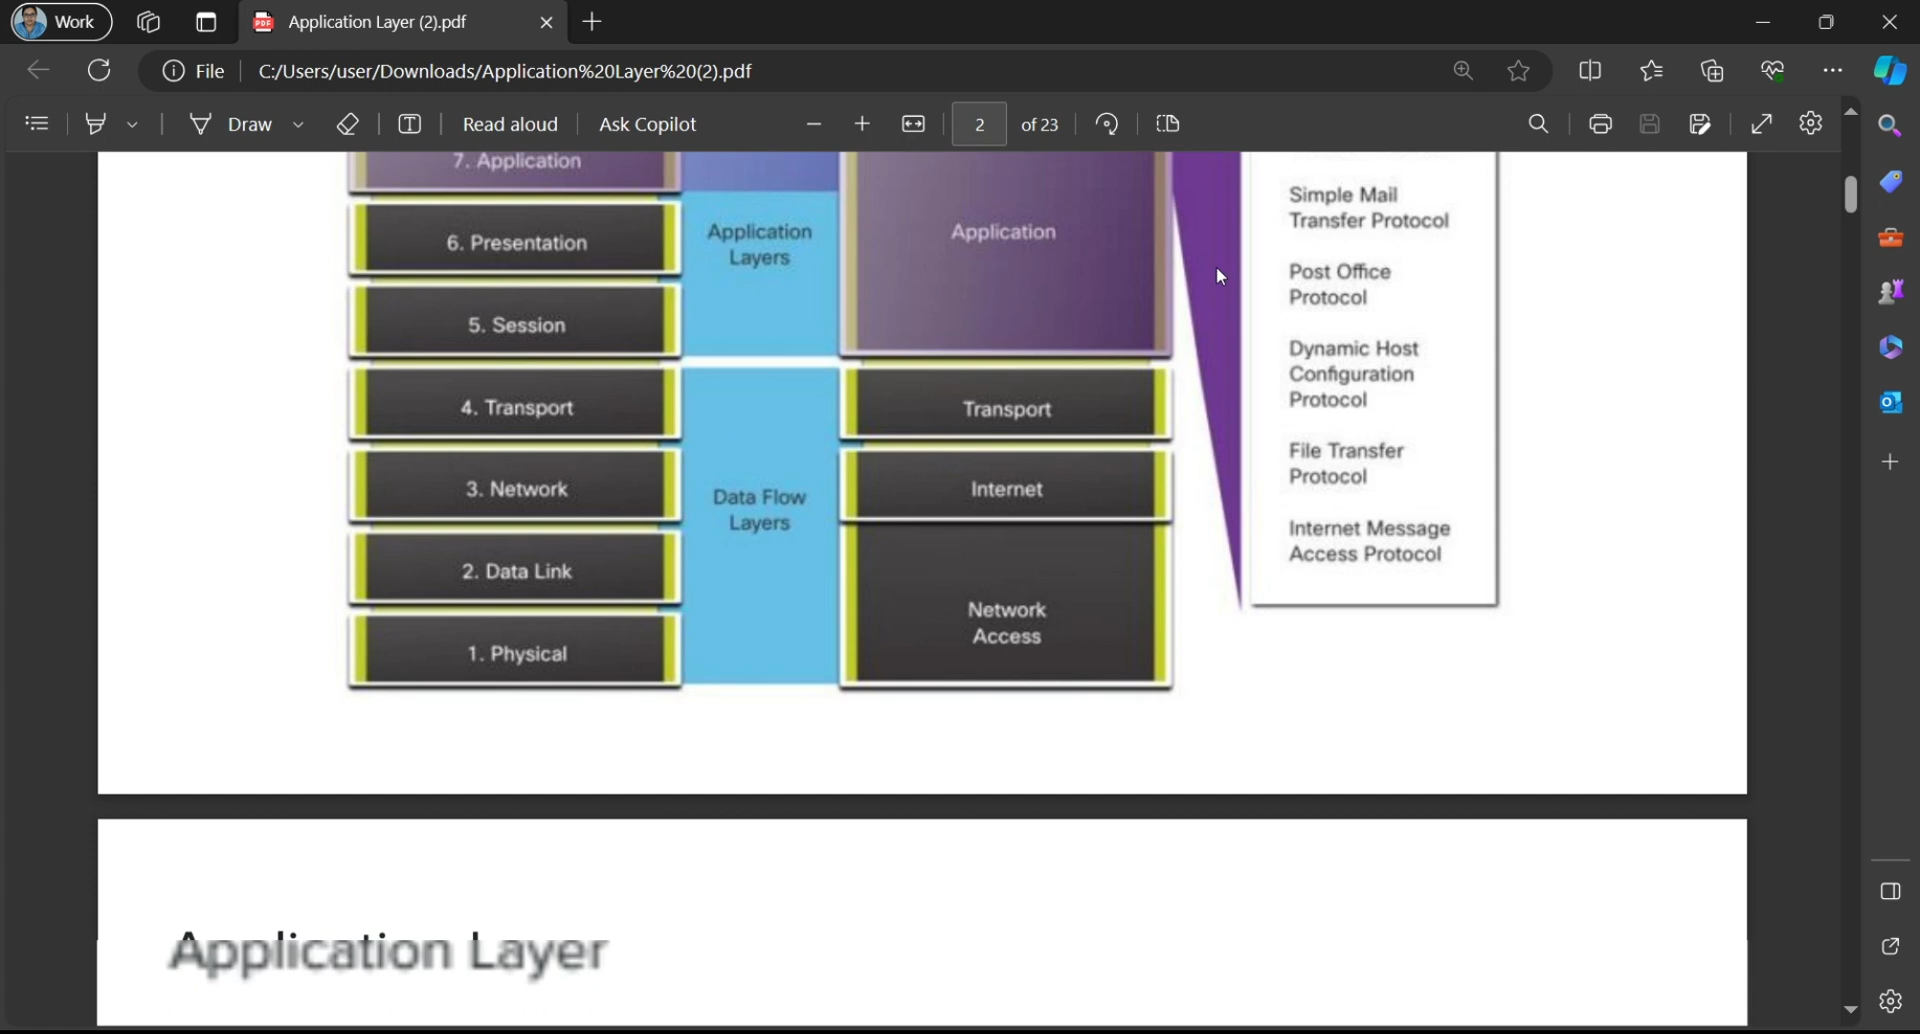 Work
Application Layer (2).pdf
File
C:/Users/user/Downloads/Application%20Layer%20(2).pdf
Draw
Read aloud
Ask Copilot
2
of 23
7. Application
6. Presentation
5. Session
4. Transport
3. Network
2. Data Link
1. Physical
Application
Layers
Data Flow
Layers
Application
Transport
Internet
Network
Access
Simple Mail
Transfer Protocol
Post Office
Protocol
Dynamic Host
Configuration
Protocol
File Transfer
Protocol
Internet Message
Access Protocol
Application Layer